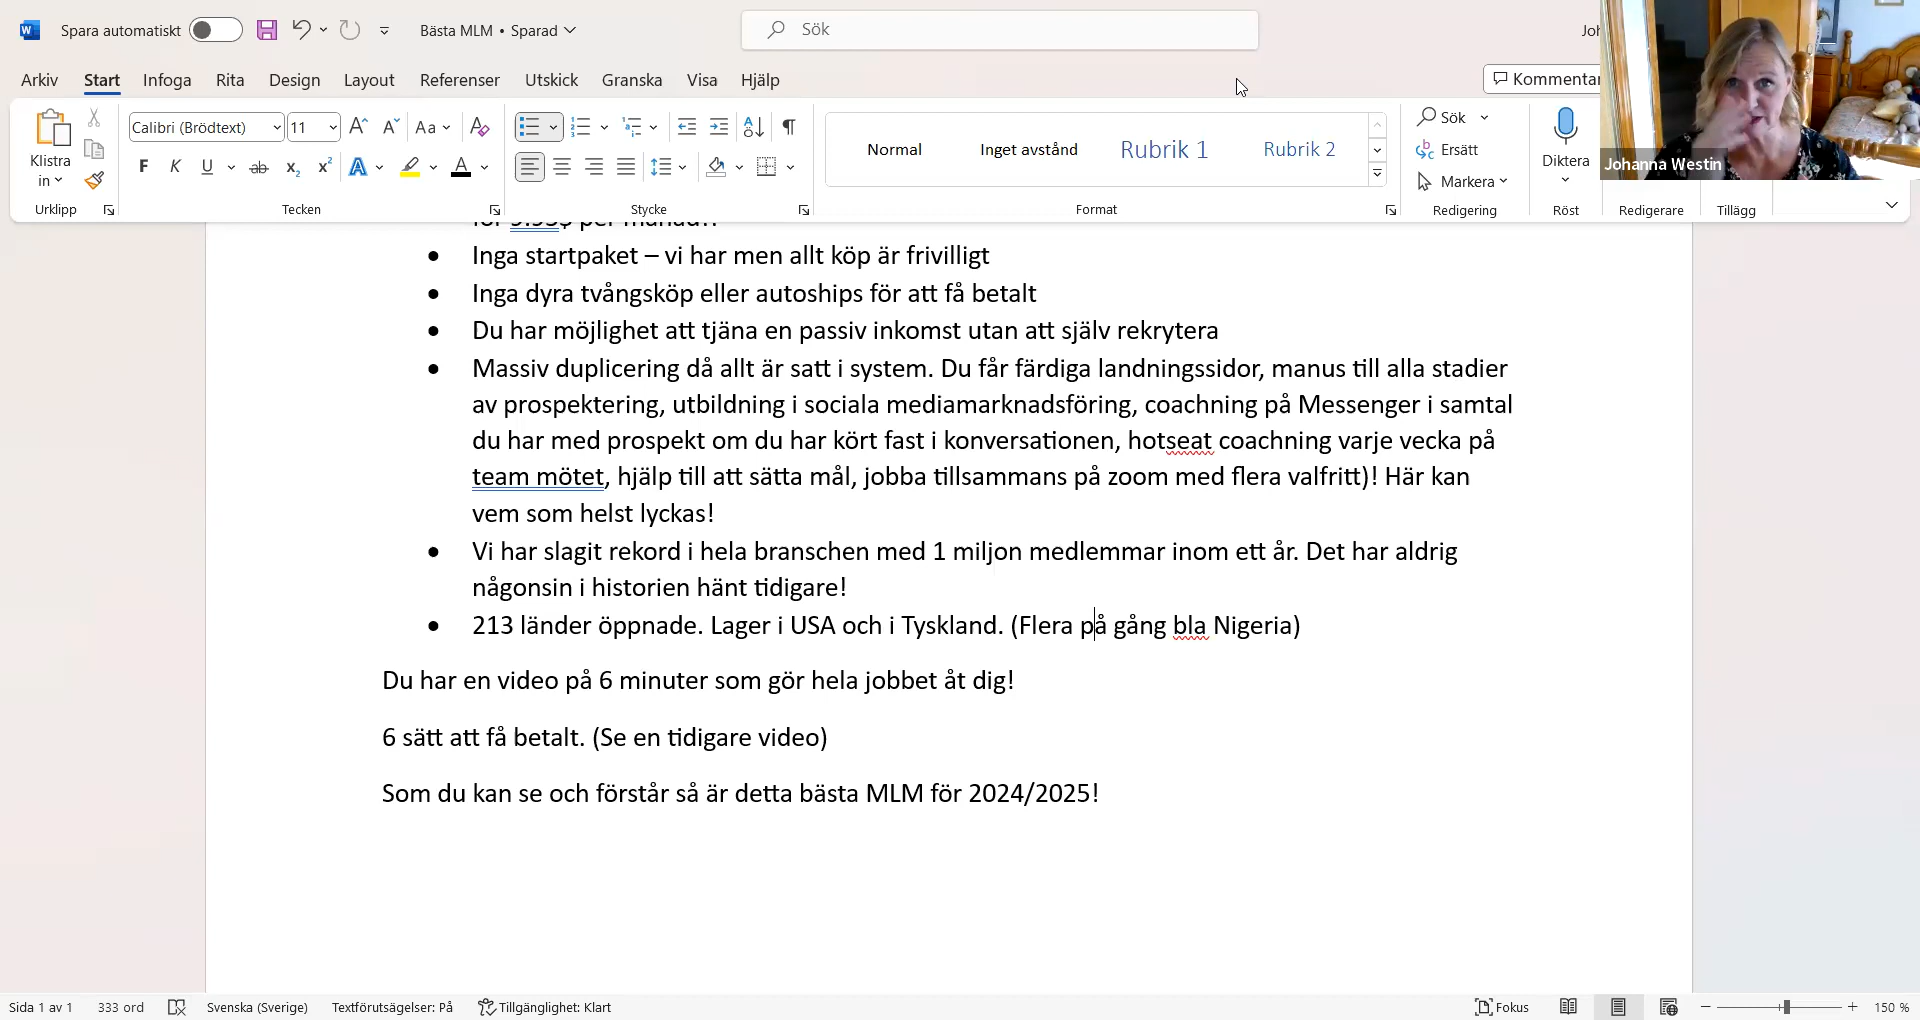 Spara automatiskt
Bästa MLM • Sparad
Sök
Joh
Arkiv Start Infoga Rita Design Layout Referenser Utskick Granska Visa Hjälp
Kommentar
Klistra in
Calibri (Brödtext) 11
Aa
F K U ab x₂ x² A A
Normal Inget avstånd Rubrik 1 Rubrik 2
Sök
Ersätt
Markera
Diktera
Johanna Westin
Urklipp Tecken Stycke Format Redigering Röst Redigerare Tillägg
för 9.95$ per månad!!
• Inga startpaket – vi har men allt köp är frivilligt
• Inga dyra tvångsköp eller autoships för att få betalt
• Du har möjlighet att tjäna en passiv inkomst utan att själv rekrytera
• Massiv duplicering då allt är satt i system. Du får färdiga landningssidor, manus till alla stadier
av prospektering, utbildning i sociala mediamarknadsföring, coachning på Messenger i samtal
du har med prospekt om du har kört fast i konversationen, hotseat coachning varje vecka på
team mötet, hjälp till att sätta mål, jobba tillsammans på zoom med flera valfritt)! Här kan
vem som helst lyckas!
• Vi har slagit rekord i hela branschen med 1 miljon medlemmar inom ett år. Det har aldrig
någonsin i historien hänt tidigare!
• 213 länder öppnade. Lager i USA och i Tyskland. (Flera på gång bla Nigeria)
Du har en video på 6 minuter som gör hela jobbet åt dig!
6 sätt att få betalt. (Se en tidigare video)
Som du kan se och förstår så är detta bästa MLM för 2024/2025!
Sida 1 av 1 333 ord Svenska (Sverige) Textförutsägelser: På Tillgänglighet: Klart Fokus 150 %